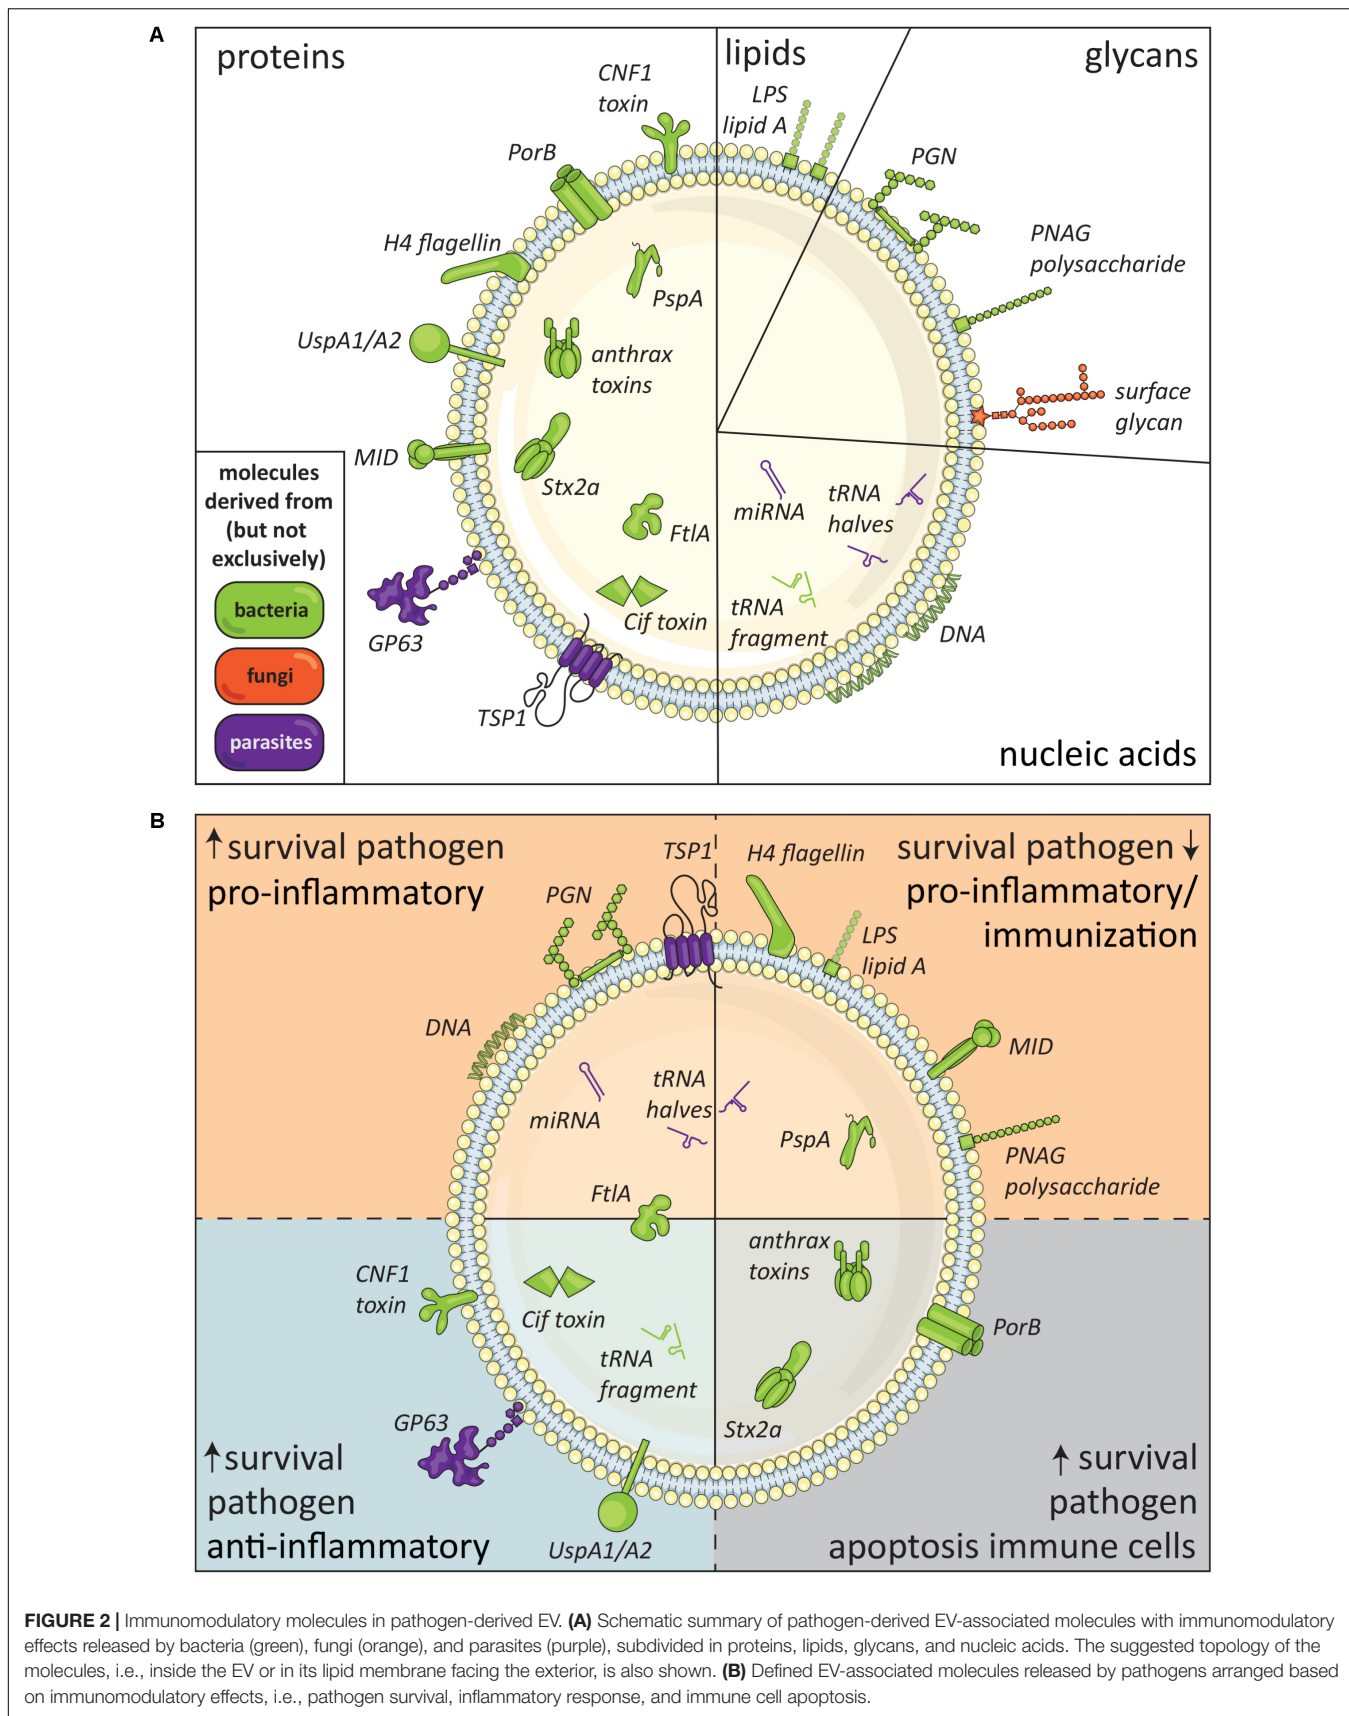 A
proteins
lipids
glycans
CNF1
toxin
LPS
lipid A
PorB
PGN
H4 flagellin
PNAG
polysaccharide
PspA
UspA1/A2
anthrax
toxins
surface
glycan
MID
Stx2a
miRNA
tRNA
halves
FtlA
molecules
derived from
(but not
exclusively)
bacteria
fungi
parasites
GP63
Cif toxin
tRNA
fragment
DNA
TSP1
nucleic acids
B
↑survival pathogen
pro-inflammatory
TSP1
H4 flagellin
survival pathogen↓
pro-inflammatory/
immunization
PGN
LPS
lipid A
DNA
MID
miRNA
tRNA
halves
PspA
PNAG
polysaccharide
FtlA
anthrax
toxins
CNF1
toxin
Cif toxin
PorB
tRNA
fragment
GP63
Stx2a
↑survival
pathogen
anti-inflammatory
UspA1/A2
↑ survival
pathogen
apoptosis immune cells
FIGURE 2 | Immunomodulatory molecules in pathogen-derived EV. (A) Schematic summary of pathogen-derived EV-associated molecules with immunomodulatory
effects released by bacteria (green), fungi (orange), and parasites (purple), subdivided in proteins, lipids, glycans, and nucleic acids. The suggested topology of the
molecules, i.e., inside the EV or in its lipid membrane facing the exterior, is also shown. (B) Defined EV-associated molecules released by pathogens arranged based
on immunomodulatory effects, i.e., pathogen survival, inflammatory response, and immune cell apoptosis.